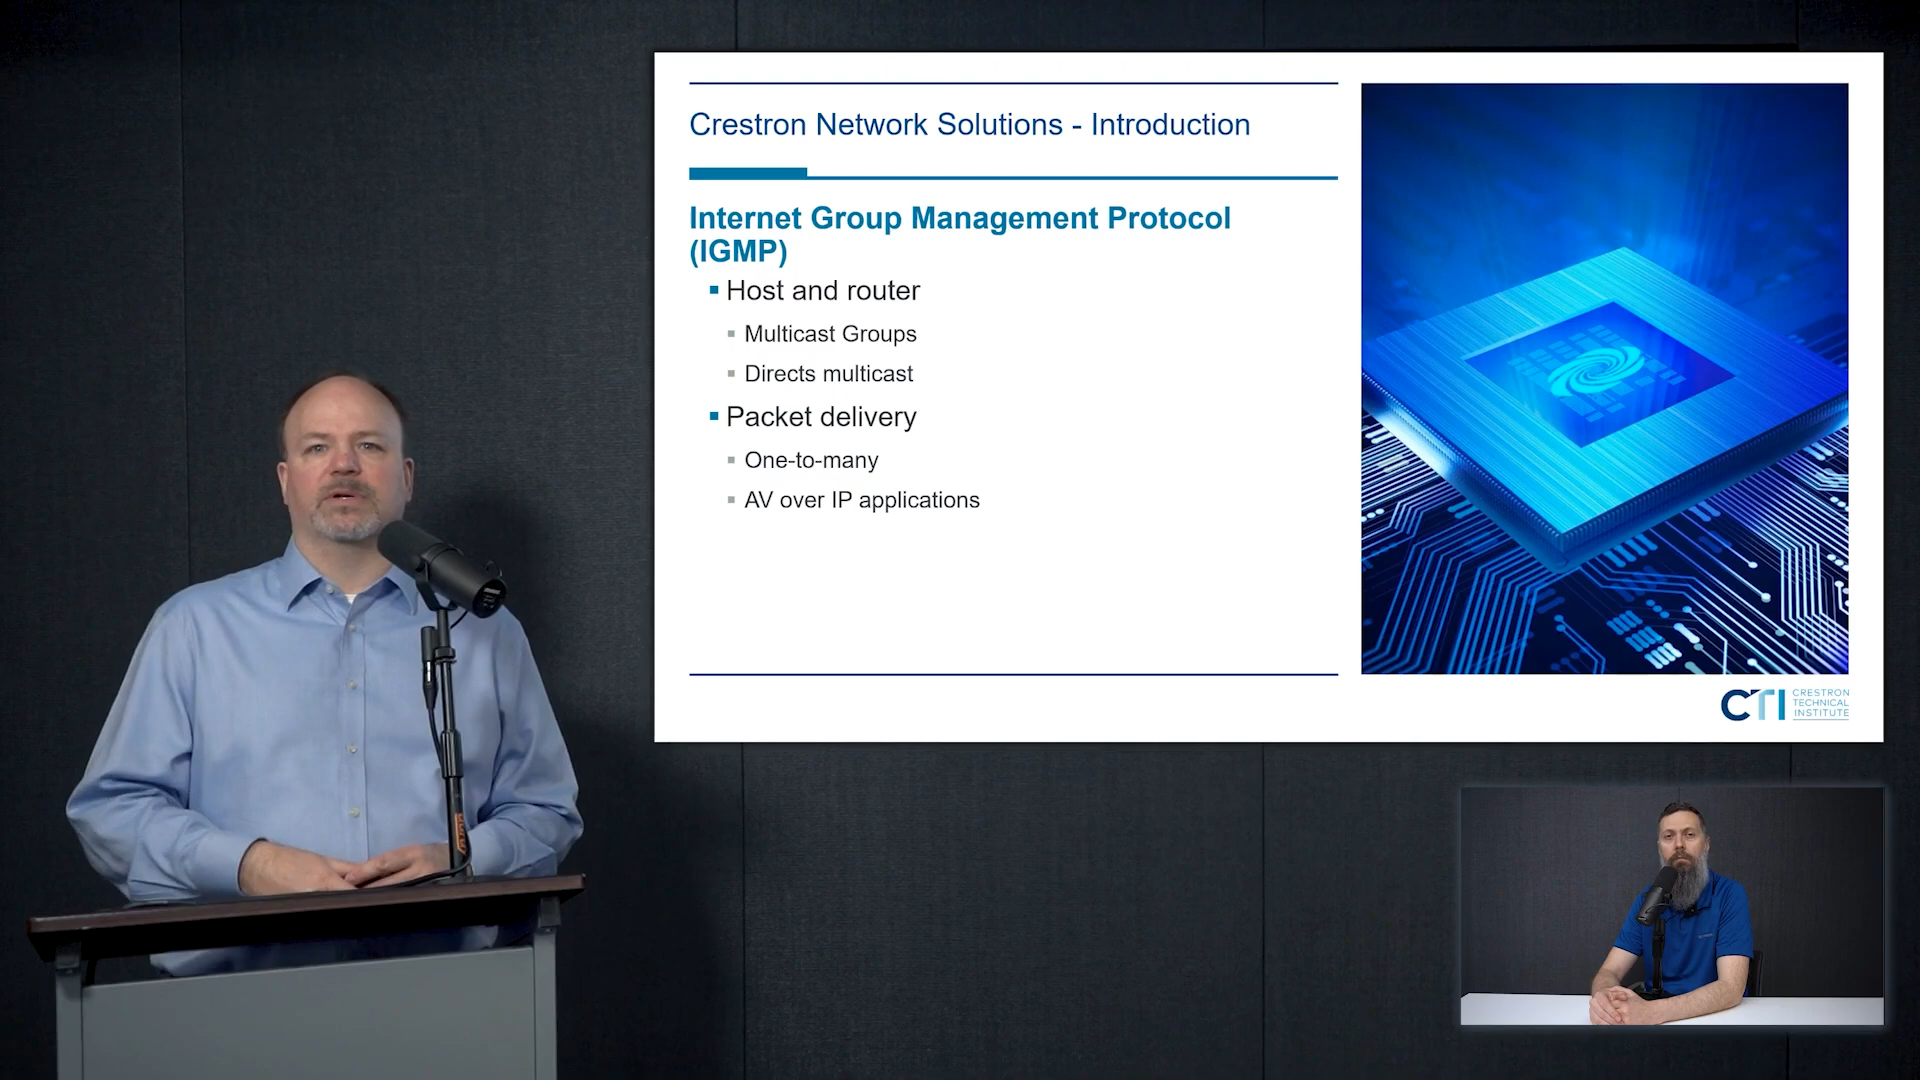 Crestron Network Solutions - Introduction
Internet Group Management Protocol
(IGMP)
Host and router
Multicast Groups
Directs multicast
Packet delivery
One-to-many
AV over IP applications
CTI
CRESTRON
TECHNICAL
INSTITUTE